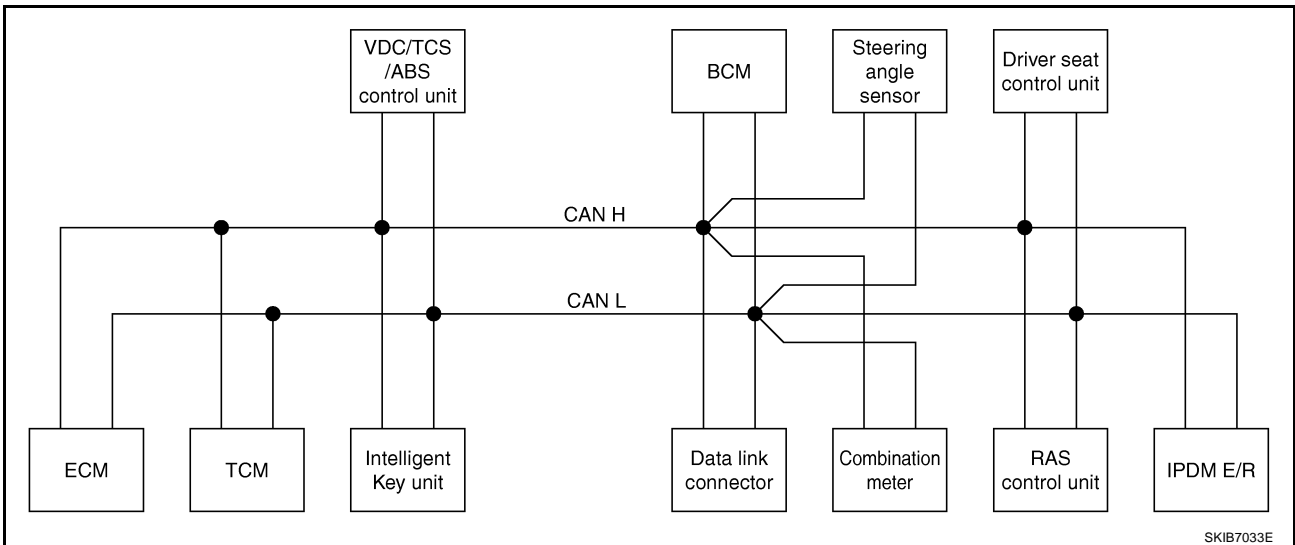 VDC/TCS
/ABS
control unit
BCM
Steering
angle
sensor
Driver seat
control unit
CAN H
CAN L
ECM
TCM
Intelligent
Key unit
Data link
connector
Combination
meter
RAS
control unit
IPDM E/R
SKIB7033E